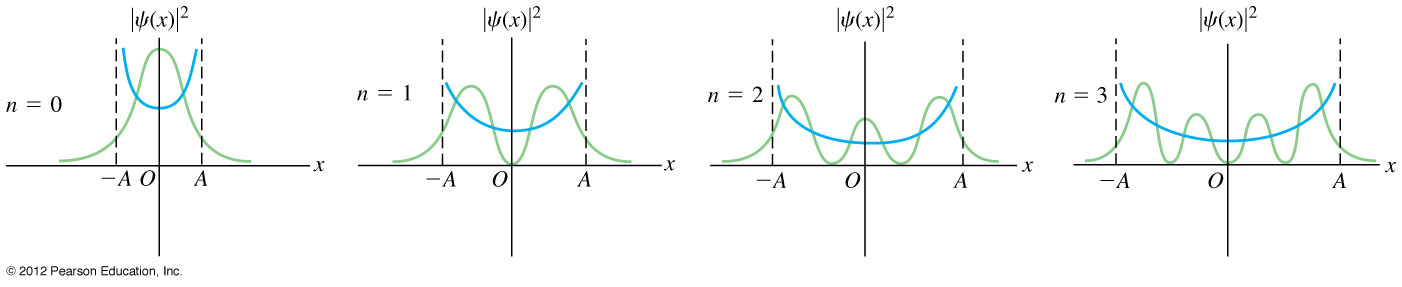 |ψ(x)|²
n = 0
−A O A x
|ψ(x)|²
n = 1
−A O A x
|ψ(x)|²
n = 2
−A O A x
|ψ(x)|²
n = 3
−A O A x
© 2012 Pearson Education, Inc.